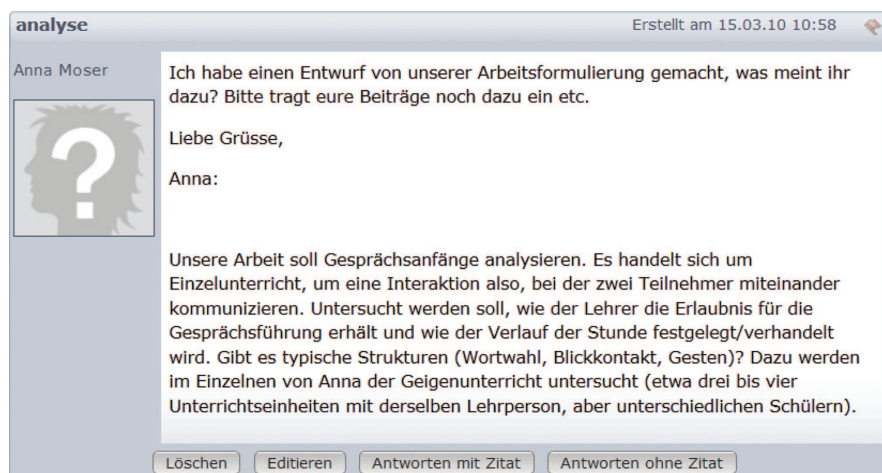 analyse
Erstellt am 15.03.10 10:58
Anna Moser
Ich habe einen Entwurf von unserer Arbeitsformulierung gemacht, was meint ihr
dazu? Bitte tragt eure Beiträge noch dazu ein etc.
Liebe Grüsse,
Anna:
Unsere Arbeit soll Gesprächsanfänge analysieren. Es handelt sich um
Einzelunterricht, um eine Interaktion also, bei der zwei Teilnehmer miteinander
kommunizieren. Untersucht werden soll, wie der Lehrer die Erlaubnis für die
Gesprächsführung erhält und wie der Verlauf der Stunde festgelegt/verhandelt
wird. Gibt es typische Strukturen (Wortwahl, Blickkontakt, Gesten)? Dazu werden
im Einzelnen von Anna der Geigenunterricht untersucht (etwa drei bis vier
Unterrichtseinheiten mit derselben Lehrperson, aber unterschiedlichen Schülern).
Löschen
Editieren
Antworten mit Zitat
Antworten ohne Zitat